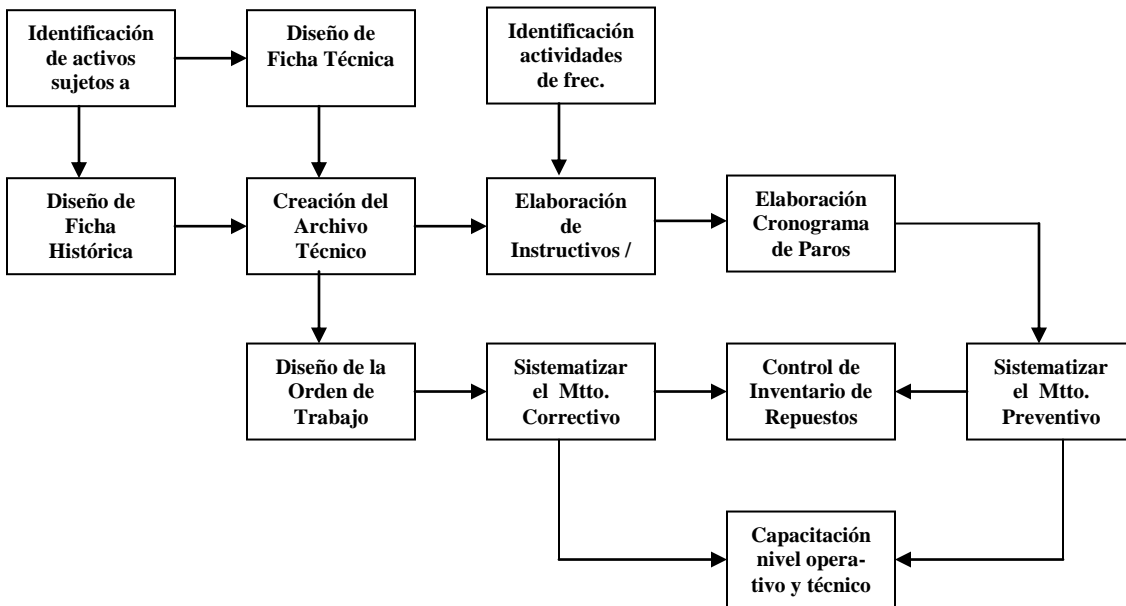 Identificación
de activos
sujetos a
Diseño de
Ficha Técnica
Identificación
actividades
de frec.
Diseño de
Ficha
Histórica
Creación del
Archivo
Técnico
Elaboración
de
Instructivos /
Elaboración
Cronograma
de Paros
Diseño de la
Orden de
Trabajo
Sistematizar
el Mtto.
Correctivo
Control de
Inventario de
Repuestos
Sistematizar
el Mtto.
Preventivo
Capacitación
nivel opera-
tivo y técnico